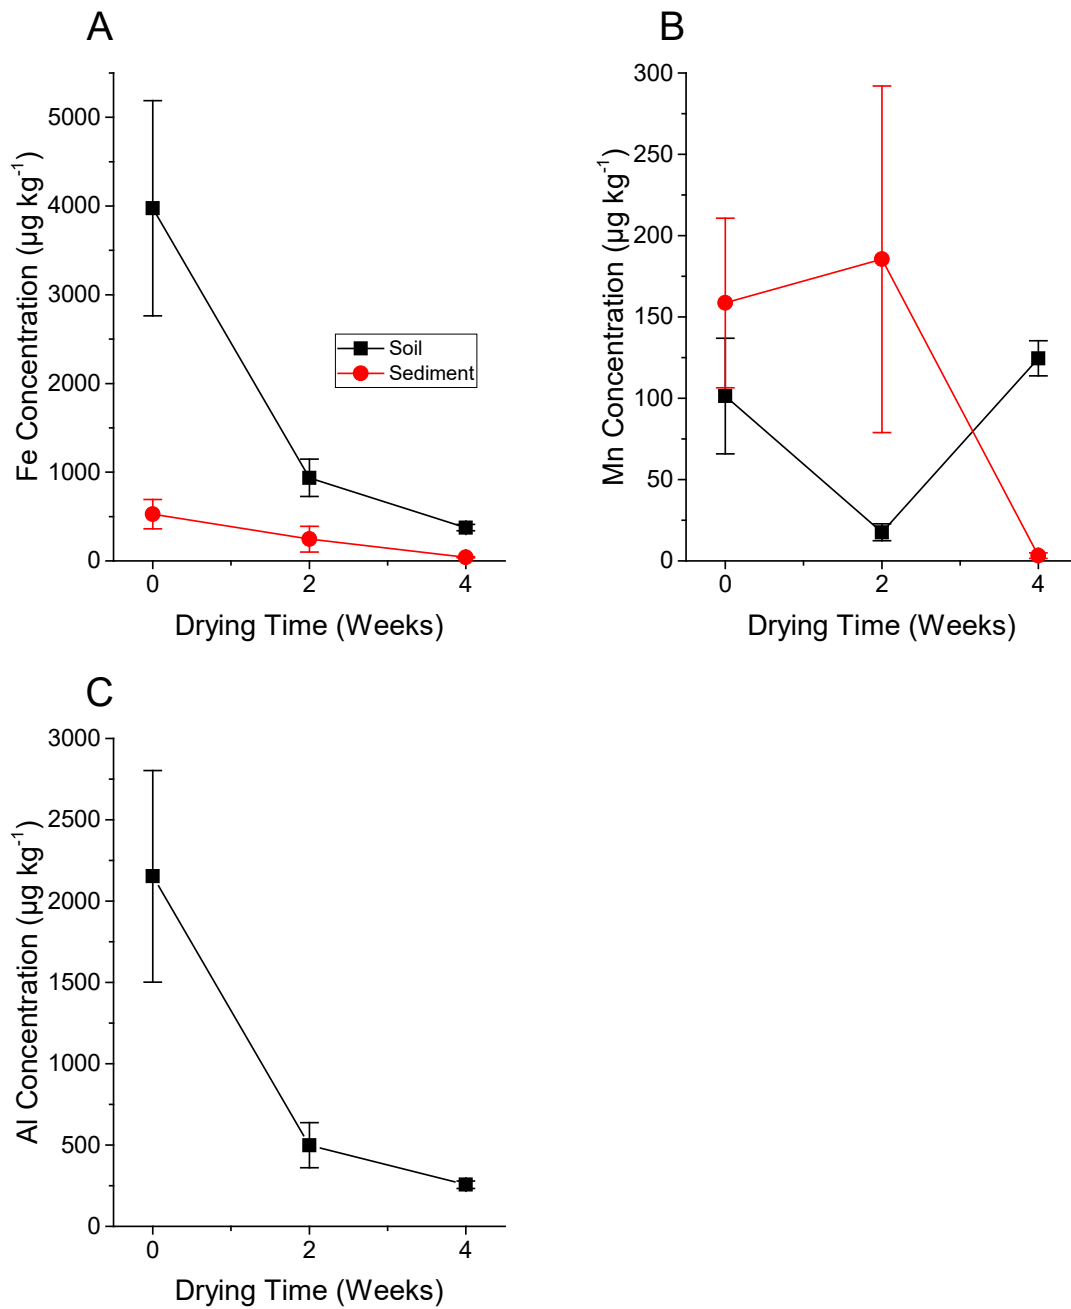 A
Fe Concentration (µg kg⁻¹)
5000
4000
3000
2000
1000
0
0 2 4
Drying Time (Weeks)
Soil
Sediment
B
Mn Concentration (µg kg⁻¹)
300
250
200
150
100
50
0
0 2 4
Drying Time (Weeks)
C
Al Concentration (µg kg⁻¹)
3000
2500
2000
1500
1000
500
0
0 2 4
Drying Time (Weeks)